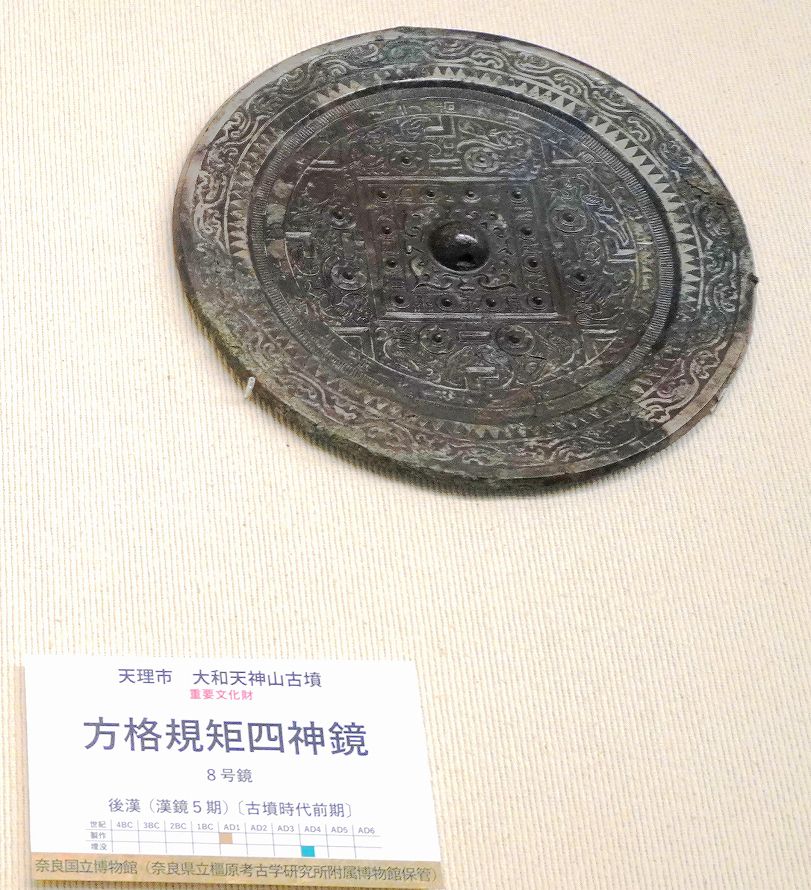 天理市 大和天神山古墳
重要文化財
方格規矩四神鏡
8号鏡
後漢(漢鏡5期)〔古墳時代前期〕
世紀 4BC 3BC 2BC 1BC AD1 AD2 AD3 AD4 AD5 AD6
製作
埋没
奈良国立博物館(奈良県立橿原考古学研究所附属博物館保管)